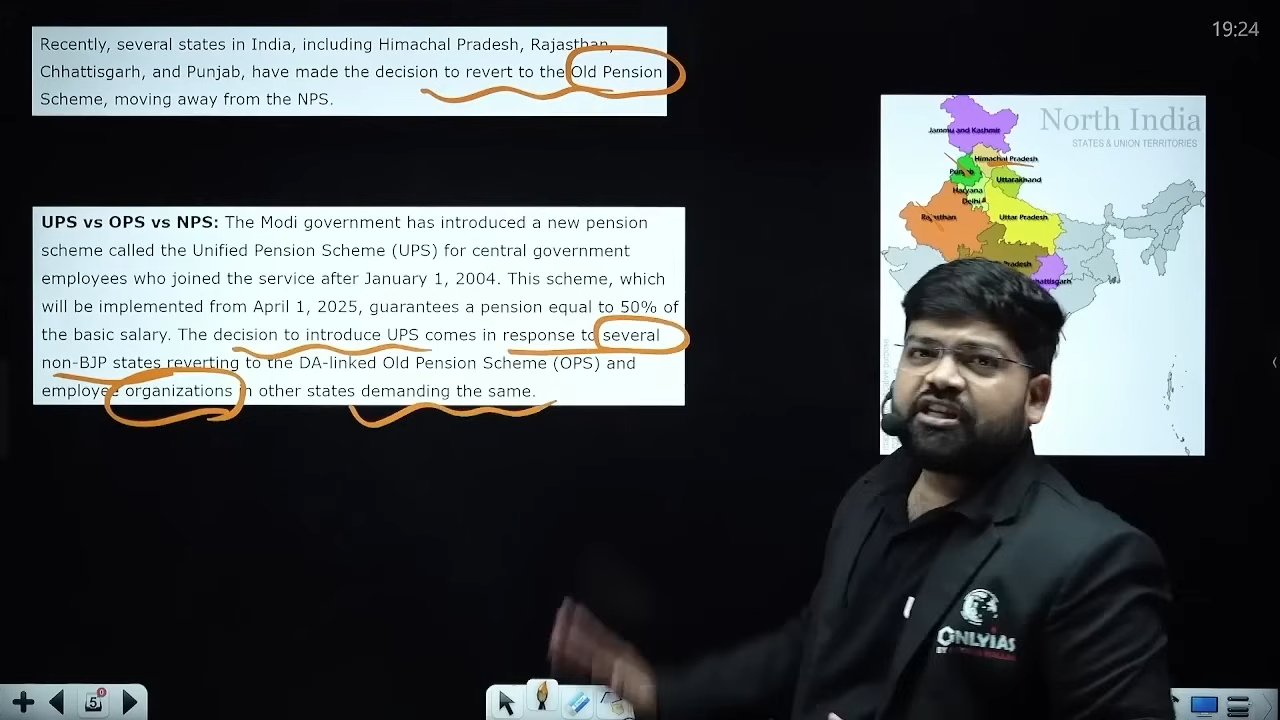 19:24
Recently, several states in India, including Himachal Pradesh, Rajasthan,
Chhattisgarh, and Punjab, have made the decision to revert to the Old Pension
Scheme, moving away from the NPS.
UPS vs OPS vs NPS: The Modi government has introduced a new pension
scheme called the Unified Pension Scheme (UPS) for central government
employees who joined the service after January 1, 2004. This scheme, which
will be implemented from April 1, 2025, guarantees a pension equal to 50% of
the basic salary. The decision to introduce UPS comes in response to several
non-BJP states reverting to the DA-linked Old Pension Scheme (OPS) and
employee organizations in other states demanding the same.
North India
STATES & UNION TERRITORIES
Jammu and Kashmir
Himachal Pradesh
Punjab
Uttarakhand
Haryana
Delhi
Rajasthan
Uttar Pradesh
Pradesh
hattisgarh
ONLYIAS
BY
5
0